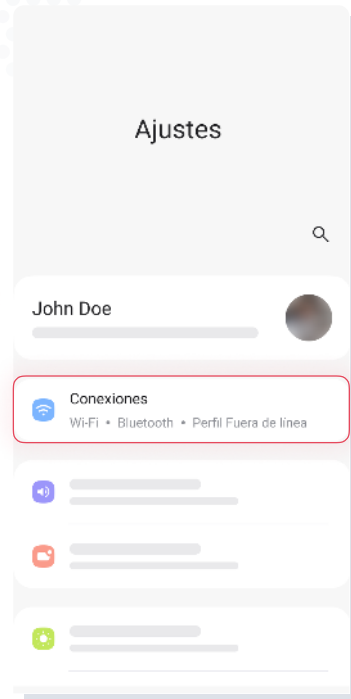 Ajustes
John Doe
Conexiones
Wi-Fi • Bluetooth • Perfil Fuera de línea